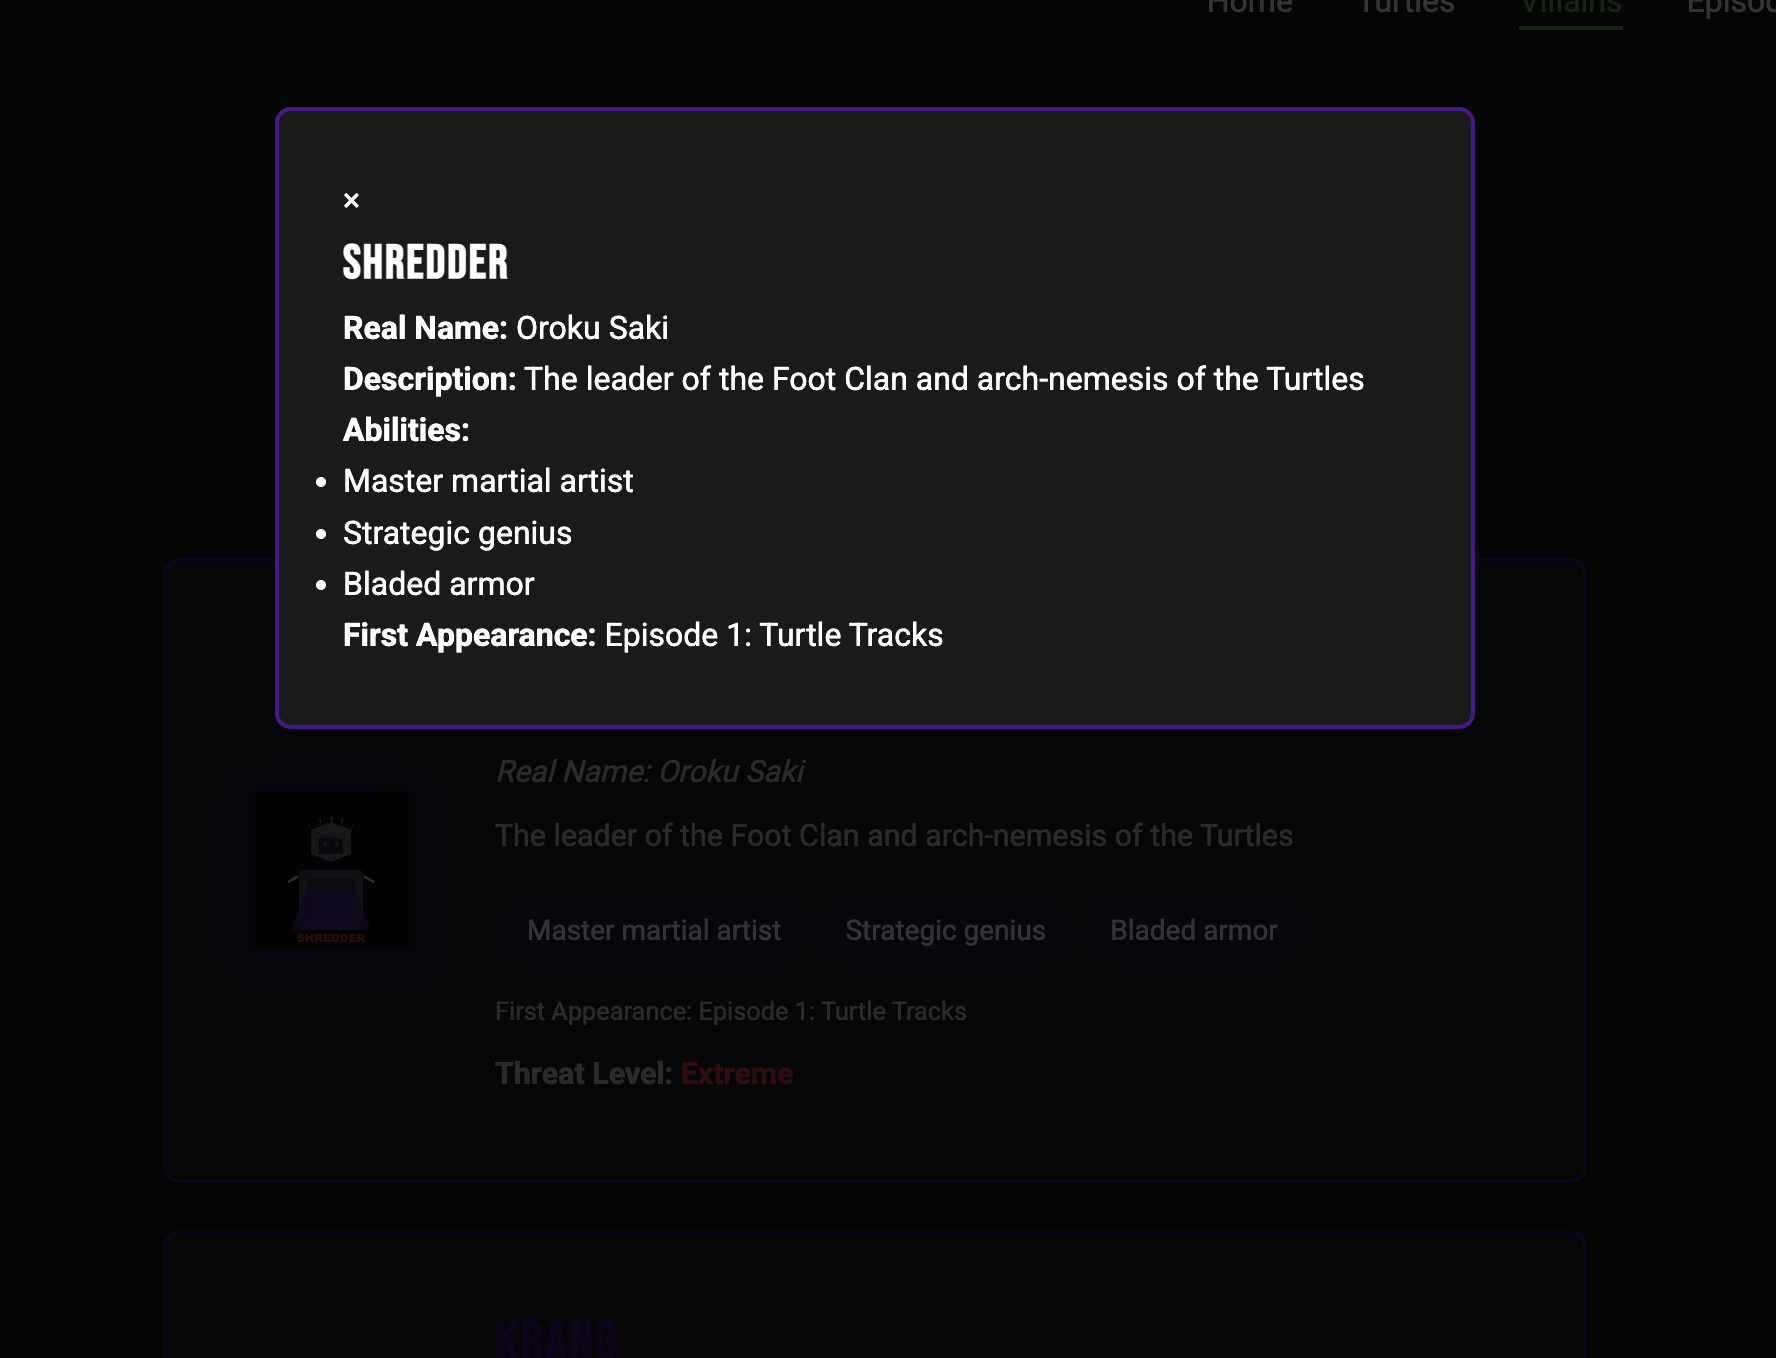 Home Turtles Villains
×
SHREDDER
Real Name: Oroku Saki
Description: The leader of the Foot Clan and arch-nemesis of the Turtles
Abilities:
• Master martial artist
• Strategic genius
• Bladed armor
First Appearance: Episode 1: Turtle Tracks
Real Name: Oroku Saki
The leader of the Foot Clan and arch-nemesis of the Turtles
SHREDDER
Master martial artist Strategic genius Bladed armor
First Appearance: Episode 1: Turtle Tracks
Threat Level: Extreme
KRANG